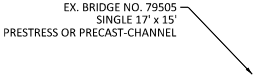 EX. BRIDGE NO. 79505
SINGLE 17' x 15'
PRESTRESS OR PRECAST-CHANNEL